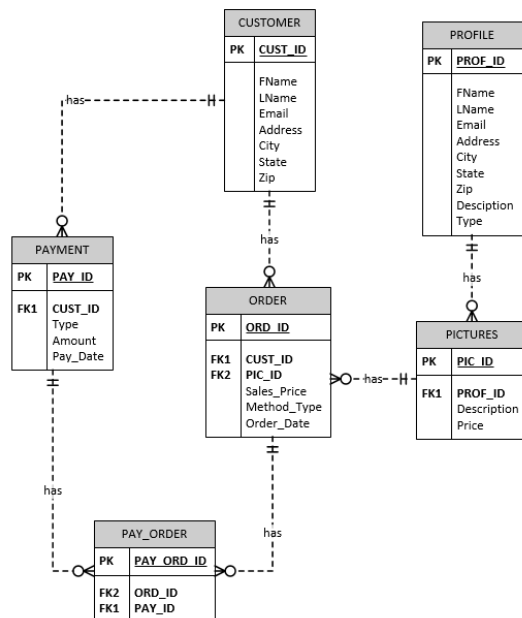 CUSTOMER
PK CUST_ID
FName
LName
Email
Address
City
State
Zip
PROFILE
PK PROF_ID
FName
LName
Email
Address
City
State
Zip
Desciption
Type
has
has
has
PAYMENT
PK PAY_ID
FK1 CUST_ID
Type
Amount
Pay_Date
ORDER
PK ORD_ID
FK1 CUST_ID
FK2 PIC_ID
Sales_Price
Method_Type
Order_Date
has
PICTURES
PK PIC_ID
FK1 PROF_ID
Description
Price
has
has
PAY_ORDER
PK PAY_ORD_ID
FK2 ORD_ID
FK1 PAY_ID